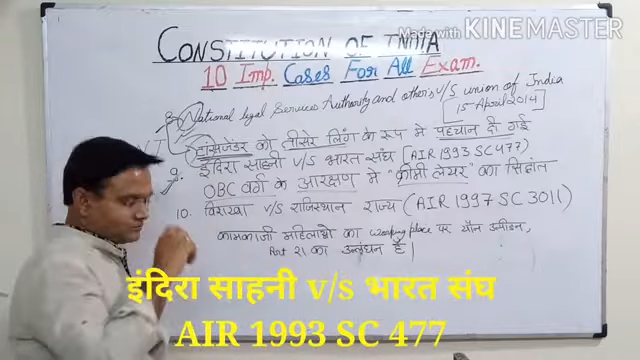 Made with KINEMASTER
CONSTITUTION OF INDIA
10 Imp. Cases For All Exam.
8. National legal Services Authority and other's v/s union of India
[15 April 2014]
ट्रांसजेंडर को तीसरे लिंग के रूप मे पहचान दी गई
9. इंदिरा साहनी v/s भारत संघ [AIR 1993 SC 477]
OBC वर्ग के आरक्षण मे "क्रीमी लेयर" का सिद्धांत
10. विशाखा v/s राजस्थान राज्य (AIR 1997 SC 3011)
कामकाजी महिलाओ का working place पर यौन उत्पीडन,
Art 21 का उल्लंघन है।
इंदिरा साहनी v/s भारत संघ
AIR 1993 SC 477